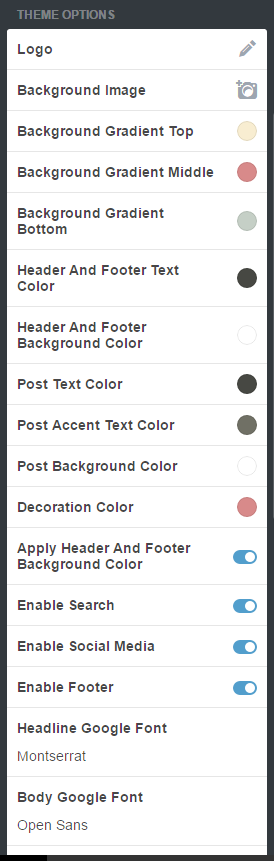 THEME OPTIONS
Logo
Background Image
Background Gradient Top
Background Gradient Middle
Background Gradient
Bottom
Header And Footer Text
Color
Header And Footer
Background Color
Post Text Color
Post Accent Text Color
Post Background Color
Decoration Color
Apply Header And Footer
Background Color
Enable Search
Enable Social Media
Enable Footer
Headline Google Font
Montserrat
Body Google Font
Open Sans